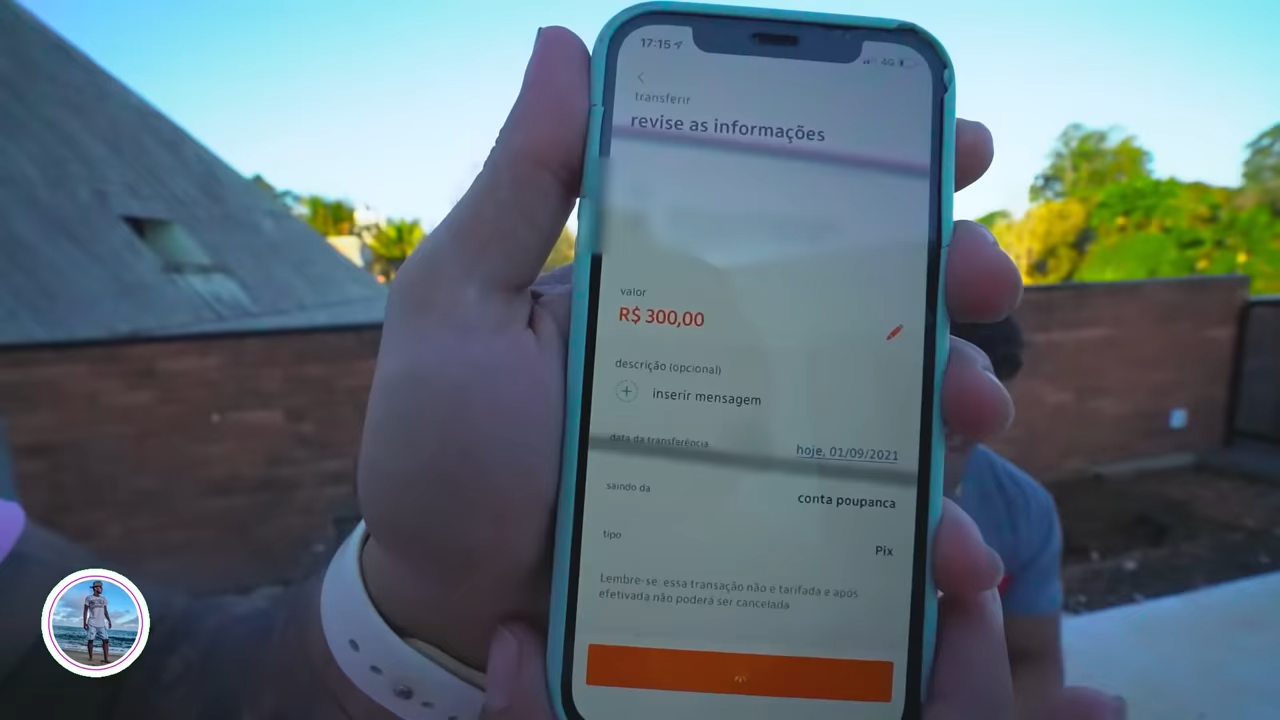 17:15
4G
transferir
revise as informações
valor
R$ 300,00
descrição (opcional)
inserir mensagem
data da transferência hoje, 01/09/2021
saindo da conta poupanca
tipo Pix
Lembre-se essa transação não e tarifada e após
efetivada não poderá ser cancelada